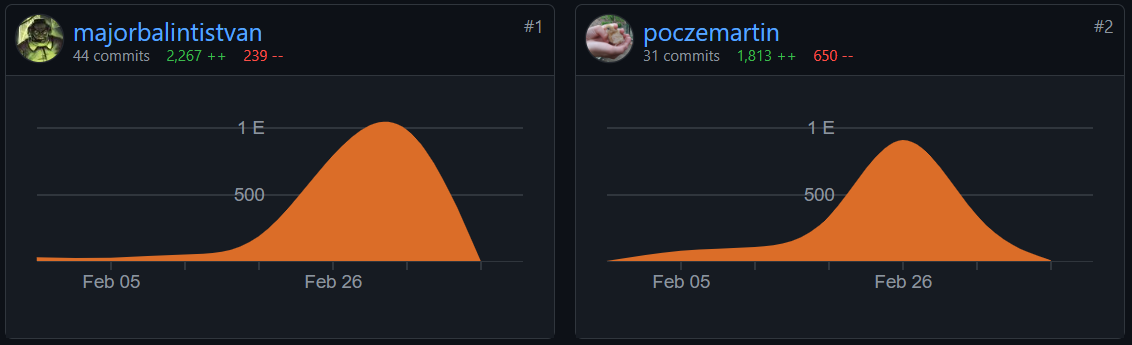 majorbalintistvan
#1
44 commits 2,267 ++ 239 --
1 E
500
Feb 05 Feb 26
poczemartin
#2
31 commits 1,813 ++ 650 --
1 E
500
Feb 05 Feb 26